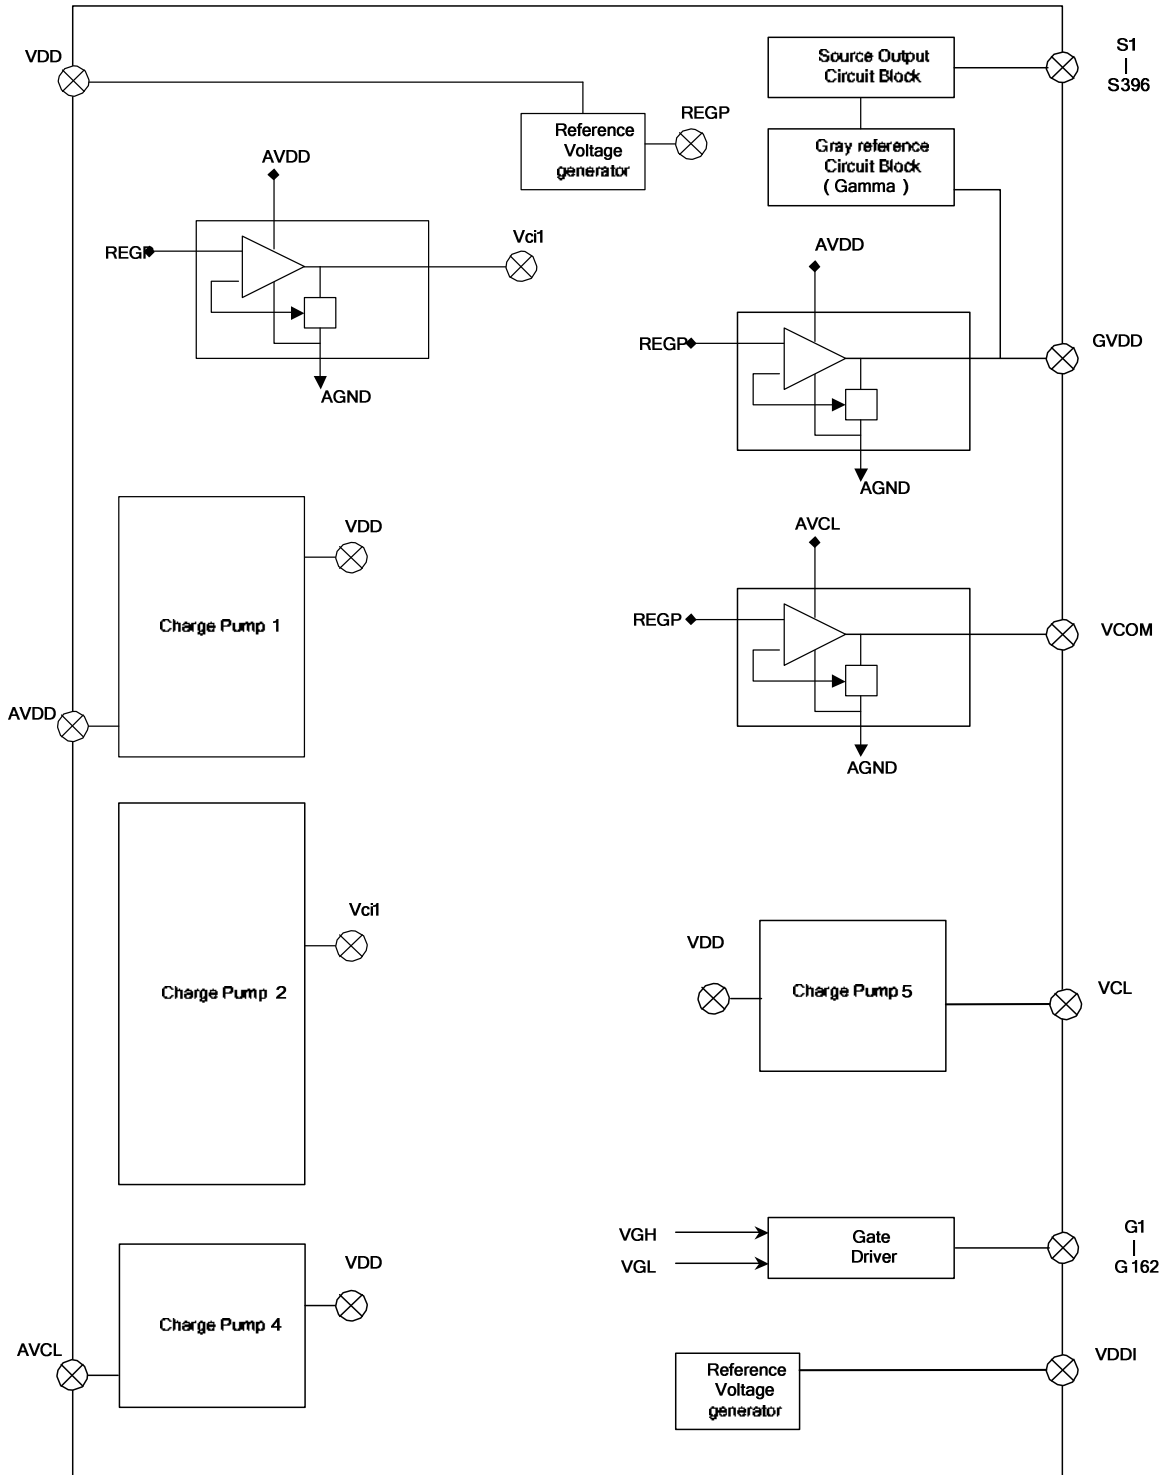 VDD
S1
S396
Source Output
Circuit Block
REGP
Reference
Voltage
generator
Gray reference
Circuit Block
( Gamma )
AVDD
REGP
Vci1
AGND
AVDD
REGP
GVDD
AGND
VDD
Charge Pump 1
AVDD
AVCL
REGP
VCOM
AGND
Vci1
Charge Pump 2
VDD
Charge Pump 5
VCL
VGH
VGL
Gate
Driver
G1
G 162
VDD
Charge Pump 4
AVCL
Reference
Voltage
generator
VDDI